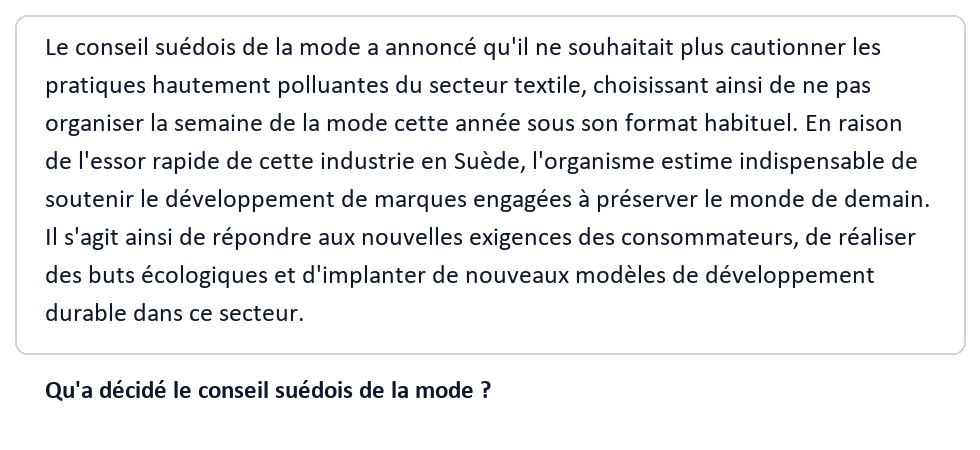 Le conseil suédois de la mode a annoncé qu'il ne souhaitait plus cautionner les
pratiques hautement polluantes du secteur textile, choisissant ainsi de ne pas
organiser la semaine de la mode cette année sous son format habituel. En raison
de l'essor rapide de cette industrie en Suède, l'organisme estime indispensable de
soutenir le développement de marques engagées à préserver le monde de demain.
Il s'agit ainsi de répondre aux nouvelles exigences des consommateurs, de réaliser
des buts écologiques et d'implanter de nouveaux modèles de développement
durable dans ce secteur.
Qu'a décidé le conseil suédois de la mode ?